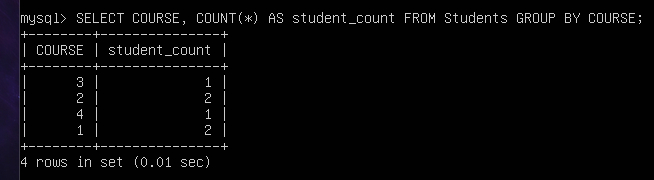 mysql> SELECT COURSE, COUNT(*) AS student_count FROM Students GROUP BY COURSE;
+--------+---------------+
| COURSE | student_count |
+--------+---------------+
|      3 |             1 |
|      2 |             2 |
|      4 |             1 |
|      1 |             2 |
+--------+---------------+
4 rows in set (0.01 sec)